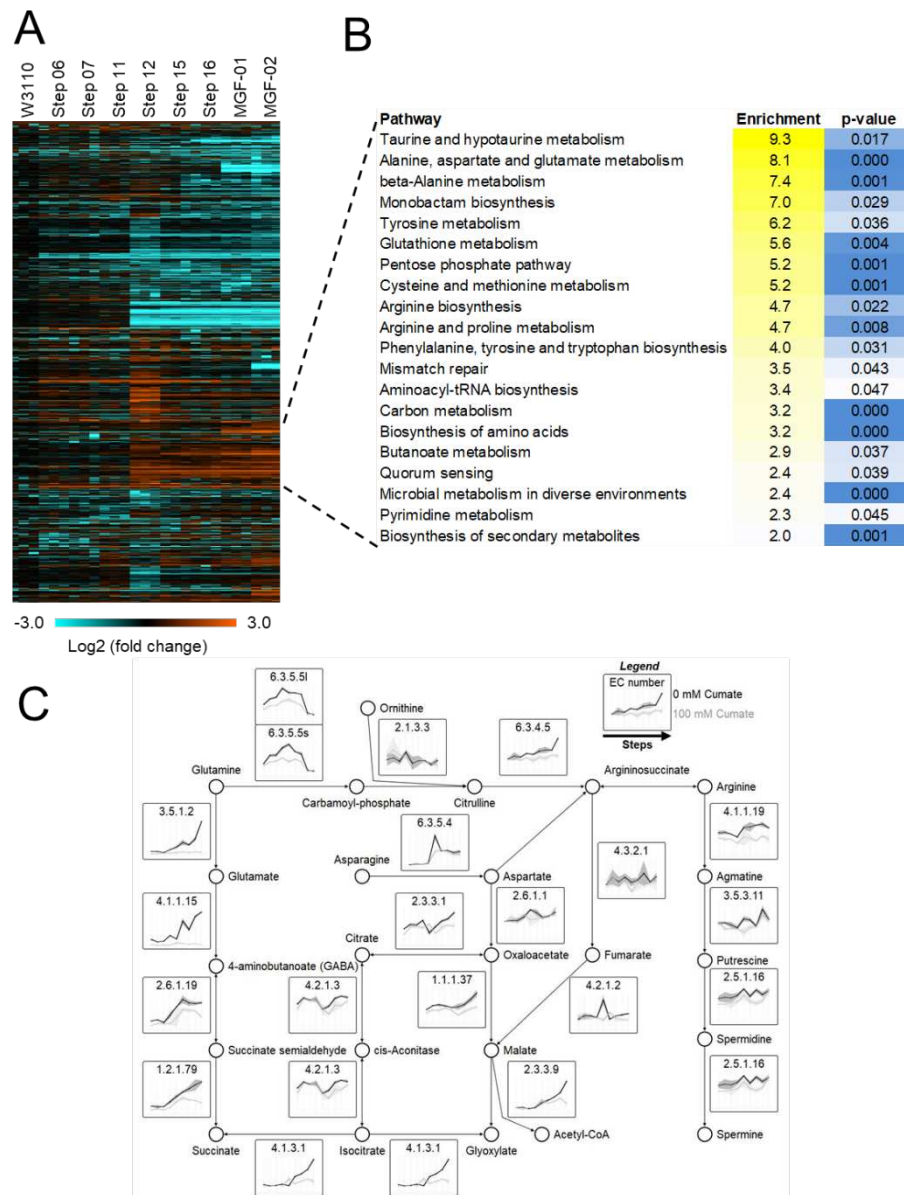 A
B
W3110
Step 06
Step 07
Step 11
Step 12
Step 15
Step 16
MGF-01
MGF-02
Pathway Enrichment p-value
Taurine and hypotaurine metabolism 9.3 0.017
Alanine, aspartate and glutamate metabolism 8.1 0.000
beta-Alanine metabolism 7.4 0.001
Monobactam biosynthesis 7.0 0.029
Tyrosine metabolism 6.2 0.036
Glutathione metabolism 5.6 0.004
Pentose phosphate pathway 5.2 0.001
Cysteine and methionine metabolism 5.2 0.001
Arginine biosynthesis 4.7 0.022
Arginine and proline metabolism 4.7 0.008
Phenylalanine, tyrosine and tryptophan biosynthesis 4.0 0.031
Mismatch repair 3.5 0.043
Aminoacyl-tRNA biosynthesis 3.4 0.047
Carbon metabolism 3.2 0.000
Biosynthesis of amino acids 3.2 0.000
Butanoate metabolism 2.9 0.037
Quorum sensing 2.4 0.039
Microbial metabolism in diverse environments 2.4 0.000
Pyrimidine metabolism 2.3 0.045
Biosynthesis of secondary metabolites 2.0 0.001
-3.0 3.0
Log2 (fold change)
C
Legend
EC number
0 mM Cumate
100 mM Cumate
Steps
6.3.5.5l
6.3.5.5s
Ornithine
2.1.3.3
6.3.4.5
Glutamine
Carbamoyl-phosphate
Citrulline
Argininosuccinate
Arginine
3.5.1.2
6.3.5.4
4.3.2.1
4.1.1.19
Asparagine
Glutamate
Aspartate
Agmatine
4.1.1.15
2.3.3.1
2.6.1.1
3.5.3.11
Citrate
4-aminobutanoate (GABA)
Oxaloacetate
Fumarate
Putrescine
2.6.1.19
4.2.1.3
1.1.1.37
4.2.1.2
2.5.1.16
Succinate semialdehyde
cis-Aconitase
Malate
Spermidine
1.2.1.79
4.2.1.3
2.3.3.9
2.5.1.16
Succinate
Isocitrate
Glyoxylate
Acetyl-CoA
Spermine
4.1.3.1
4.1.3.1